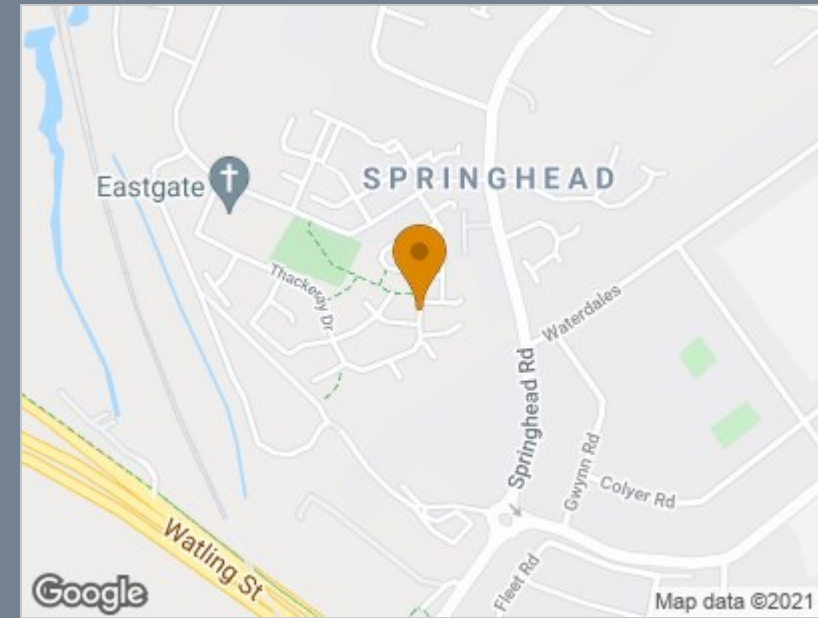 Eastgate
SPRINGHEAD
Thackeray Dr
Waterdales
Springhead Rd
Gwynn Rd
Colyer Rd
Watling St
Fleet Rd
Google
Map data ©2021